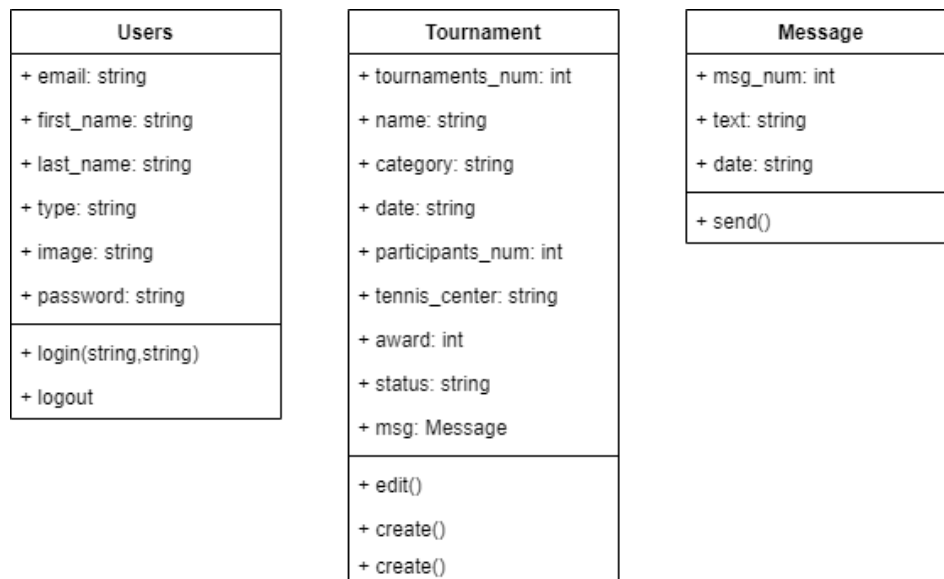 Users
+ email: string
+ first_name: string
+ last_name: string
+ type: string
+ image: string
+ password: string
+ login(string,string)
+ logout
Tournament
+ tournaments_num: int
+ name: string
+ category: string
+ date: string
+ participants_num: int
+ tennis_center: string
+ award: int
+ status: string
+ msg: Message
+ edit()
+ create()
+ create()
Message
+ msg_num: int
+ text: string
+ date: string
+ send()